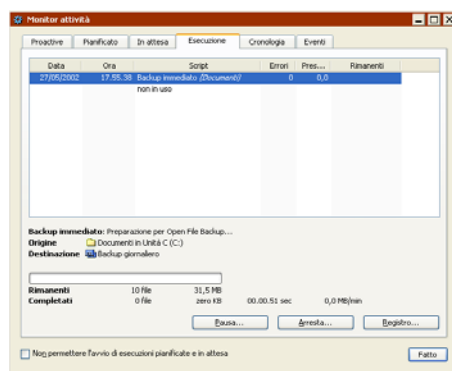 Monitor attività
Proactive Pianificato In attesa Esecuzione Cronologia Eventi
Data Ora Script Errori Pres... Rimanenti
27/05/2002 17.55.38 Backup immediato (Documenti) 0 0,0
non in uso
Backup immediato: Preparazione per Open File Backup...
Origine Documenti in Unità C (C:)
Destinazione Backup giornaliero
Rimanenti 10 file 31,5 MB
Completati 0 file zero KB 00.00.51 sec 0,0 MB/min
Pausa... Arresta... Registro...
Non permettere l'avvio di esecuzioni pianificate e in attesa Fatto